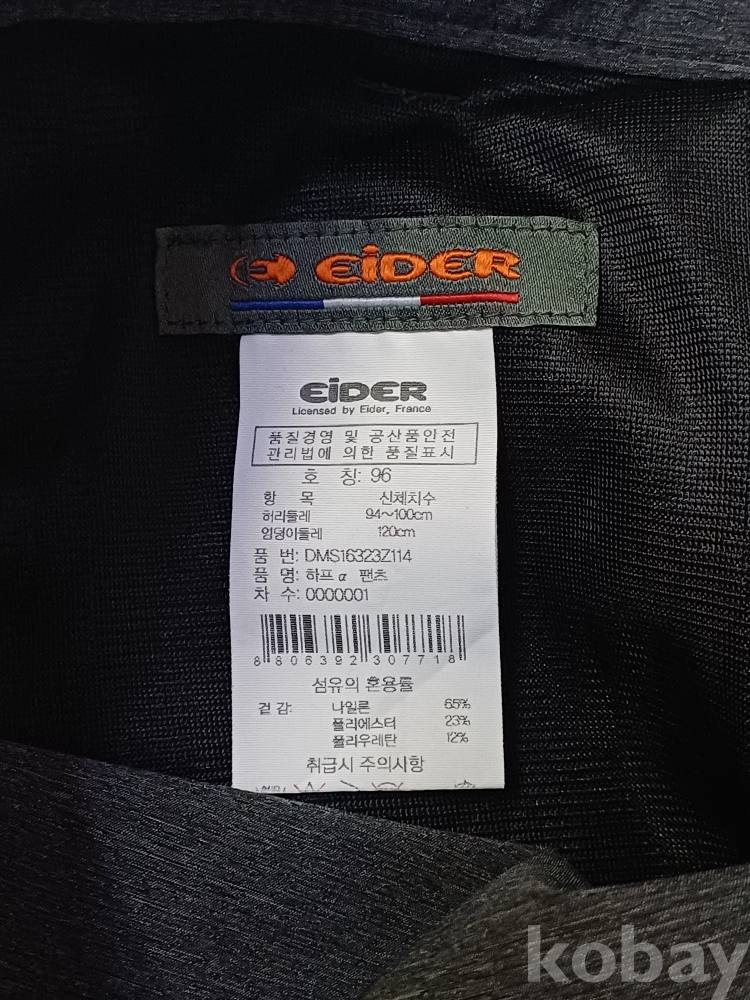 EiDER
EiDER
Licensed by Eider, France
품질경영 및 공산품안전
관리법에 의한 품질표시
호 칭: 96
항 목 신체치수
허리둘레 94~100cm
엉덩이둘레 120cm
품 번: DMS16323Z114
품 명: 하프α 팬츠
차 수: 0000001
8 806392 307718
섬유의 혼용률
겉감: 나일론 65%
폴리에스터 23%
폴리우레탄 12%
취급시 주의사항
kobay